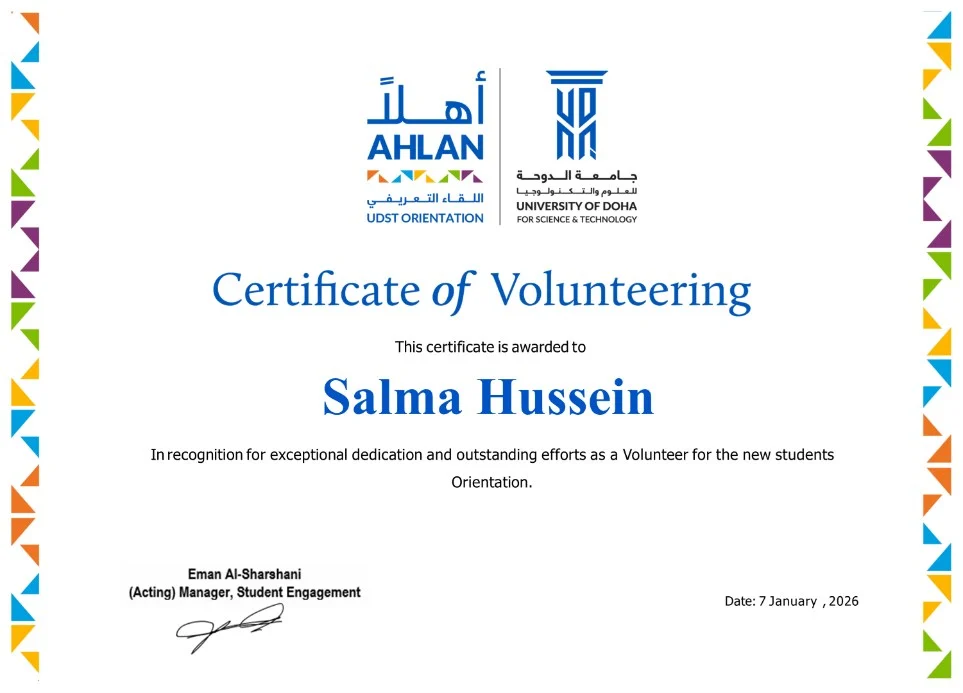 أهلاً
AHLAN
اللقاء التعريفي
UDST ORIENTATION
UDST
جامعة الدوحة
للعلوم والتكنولوجيا
UNIVERSITY OF DOHA
FOR SCIENCE & TECHNOLOGY
Certificate of Volunteering
This certificate is awarded to
Salma Hussein
In recognition for exceptional dedication and outstanding efforts as a Volunteer for the new students
Orientation.
Eman Al-Sharshani
(Acting) Manager, Student Engagement
Date: 7 January , 2026